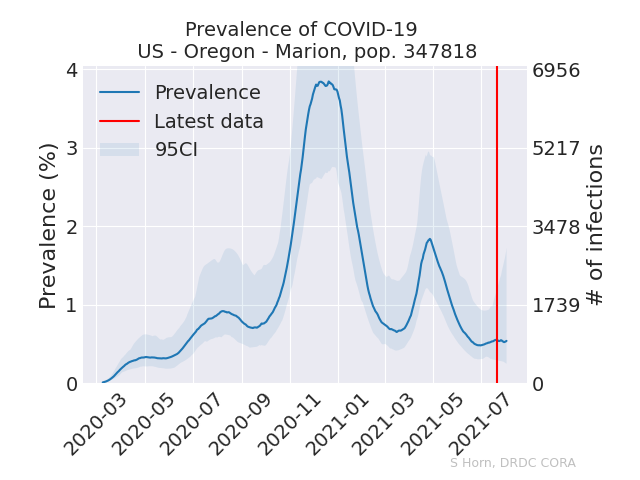 Prevalence of COVID-19
US - Oregon - Marion, pop. 347818
Prevalence
Latest data
95CI
Prevalence (%)
4
3
2
1
0
6956
5217
3478
1739
0
# of infections
2020-03
2020-05
2020-07
2020-09
2020-11
2021-01
2021-03
2021-05
2021-07
S Horn, DRDC CORA